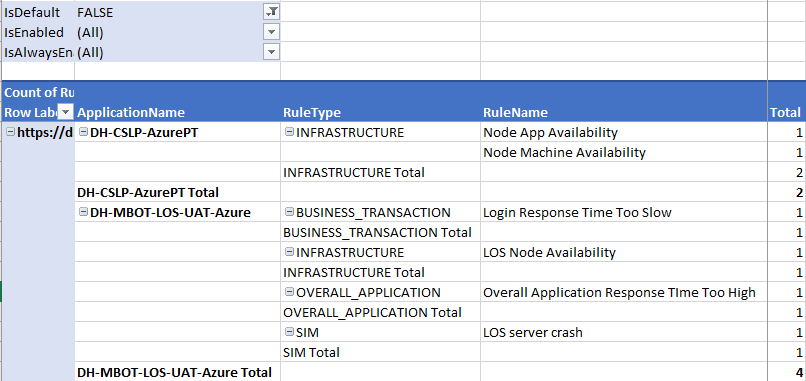 IsDefault FALSE
IsEnabled (All)
IsAlwaysEn (All)
Count of Ru
Row Labe ApplicationName RuleType RuleName Total
https://d DH-CSLP-AzurePT INFRASTRUCTURE Node App Availability 1
Node Machine Availability 1
INFRASTRUCTURE Total 2
DH-CSLP-AzurePT Total 2
DH-MBOT-LOS-UAT-Azure BUSINESS_TRANSACTION Login Response Time Too Slow 1
BUSINESS_TRANSACTION Total 1
INFRASTRUCTURE LOS Node Availability 1
INFRASTRUCTURE Total 1
OVERALL_APPLICATION Overall Application Response TIme Too High 1
OVERALL_APPLICATION Total 1
SIM LOS server crash 1
SIM Total 1
DH-MBOT-LOS-UAT-Azure Total 4